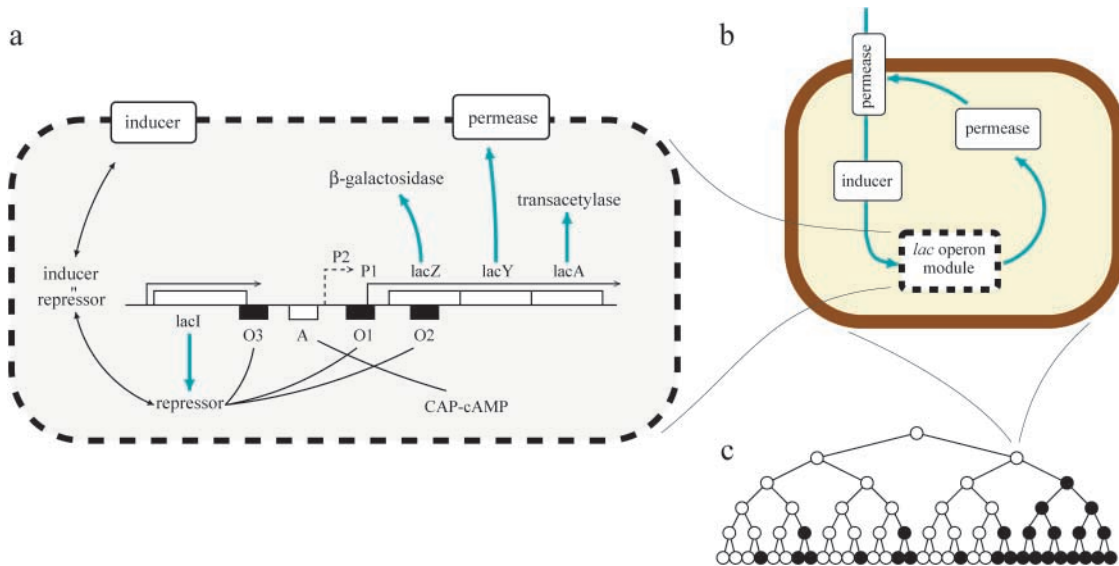 a
inducer
permease
β-galactosidase
transacetylase
P2
P1
lacZ
lacY
lacA
inducer
"
repressor
lacI
O3
A
O1
O2
repressor
CAP-cAMP
b
permease
permease
inducer
lac operon
module
c